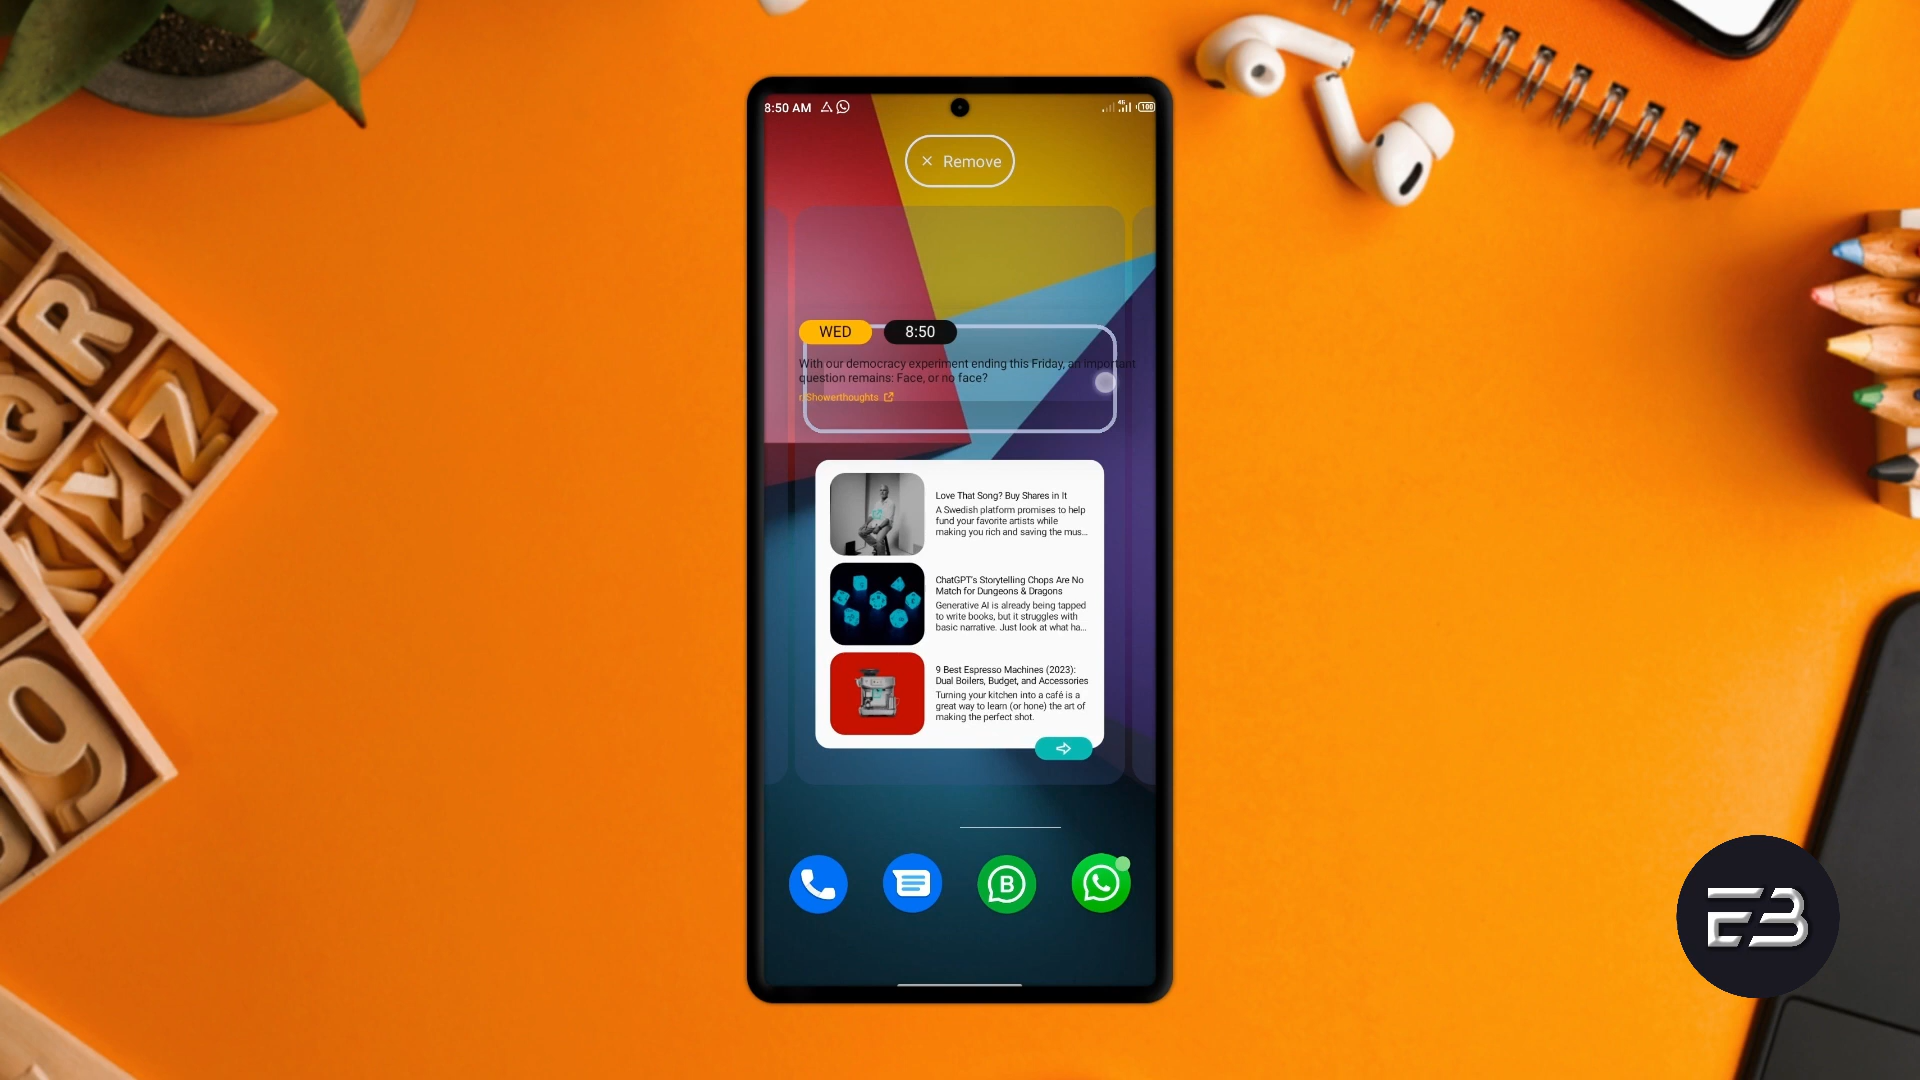 8:50 AM
4G
100
× Remove
WED
8:50
With our democracy experiment ending this Friday, an important
question remains: Face, or no face?
r/Showerthoughts
Love That Song? Buy Shares in It
A Swedish platform promises to help
fund your favorite artists while
making you rich and saving the mus...
ChatGPT's Storytelling Chops Are No
Match for Dungeons & Dragons
Generative AI is already being tapped
to write books, but it struggles with
basic narrative. Just look at what ha...
9 Best Espresso Machines (2023):
Dual Boilers, Budget, and Accessories
Turning your kitchen into a café is a
great way to learn (or hone) the art of
making the perfect shot.
B
R
Q
Z
X
9
EB